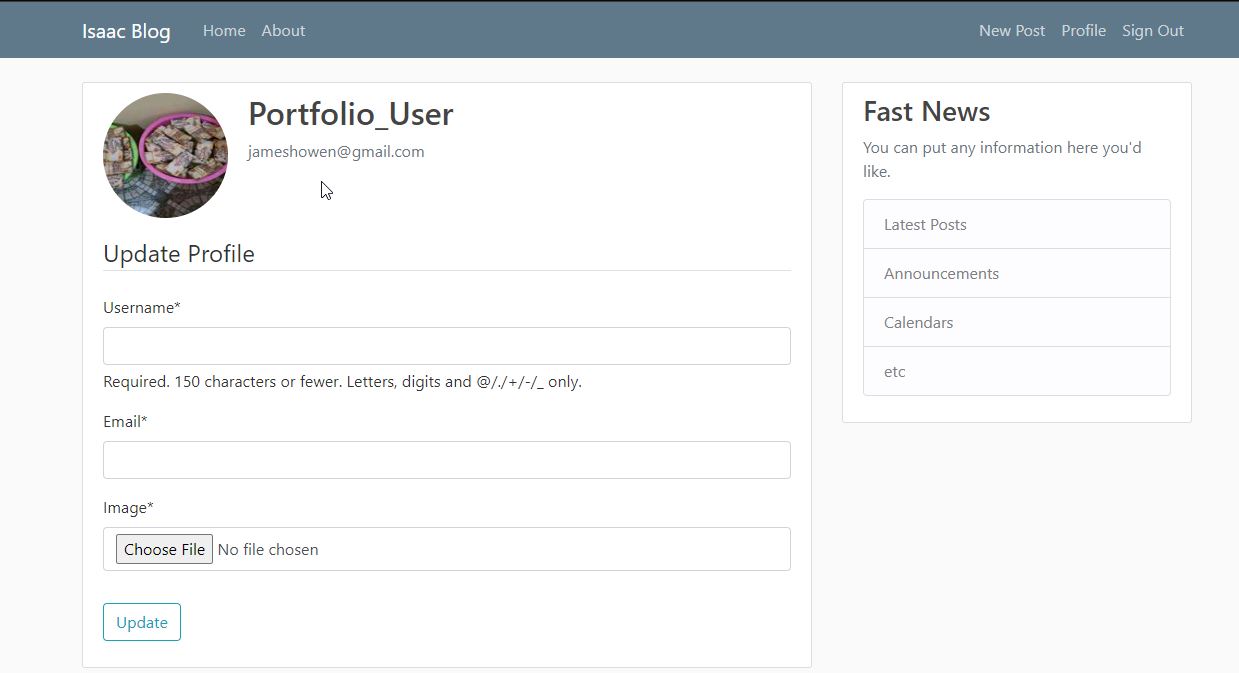 Isaac Blog Home About New Post Profile Sign Out
Portfolio_User
jameshowen@gmail.com
Update Profile
Username*
Required. 150 characters or fewer. Letters, digits and @/./+/-/_ only.
Email*
Image*
Choose File No file chosen
Update
Fast News
You can put any information here you'd
like.
Latest Posts
Announcements
Calendars
etc